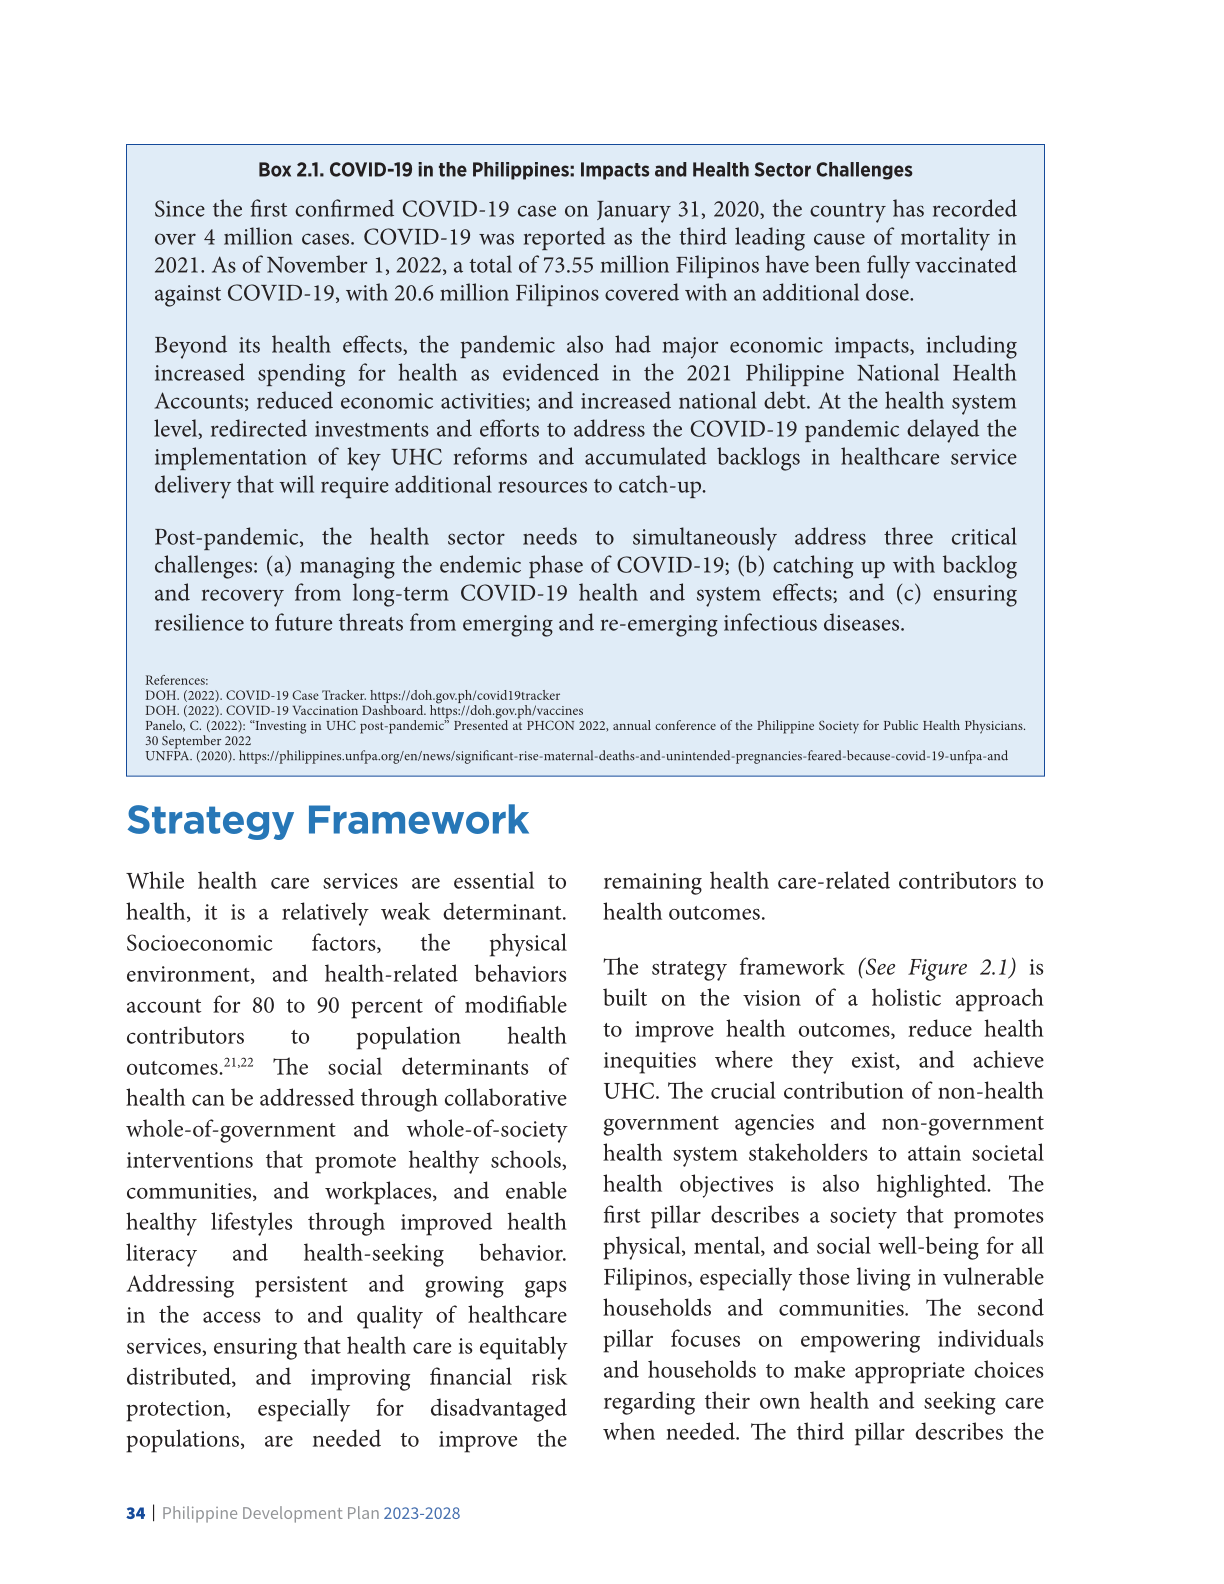 Box 2.1. COVID-19 in the Philippines: Impacts and Health Sector Challenges
Since the first confirmed COVID-19 case on January 31, 2020, the country has recorded
over 4 million cases. COVID-19 was reported as the third leading cause of mortality in
2021. As of November 1, 2022, a total of 73.55 million Filipinos have been fully vaccinated
against COVID-19, with 20.6 million Filipinos covered with an additional dose.
Beyond its health effects, the pandemic also had major economic impacts, including
increased spending for health as evidenced in the 2021 Philippine National Health
Accounts; reduced economic activities; and increased national debt. At the health system
level, redirected investments and efforts to address the COVID-19 pandemic delayed the
implementation of key UHC reforms and accumulated backlogs in healthcare service
delivery that will require additional resources to catch-up.
Post-pandemic, the health sector needs to simultaneously address three critical
challenges: (a) managing the endemic phase of COVID-19; (b) catching up with backlog
and recovery from long-term COVID-19 health and system effects; and (c) ensuring
resilience to future threats from emerging and re-emerging infectious diseases.
References:
DOH. (2022). COVID-19 Case Tracker. https://doh.gov.ph/covid19tracker
DOH. (2022). COVID-19 Vaccination Dashboard. https://doh.gov.ph/vaccines
Panelo, C. (2022): “Investing in UHC post-pandemic” Presented at PHCON 2022, annual conference of the Philippine Society for Public Health Physicians.
30 September 2022
UNFPA. (2020). https://philippines.unfpa.org/en/news/significant-rise-maternal-deaths-and-unintended-pregnancies-feared-because-covid-19-unfpa-and
Strategy Framework
While health care services are essential to
health, it is a relatively weak determinant.
Socioeconomic factors, the physical
environment, and health-related behaviors
account for 80 to 90 percent of modifiable
contributors to population health
outcomes.21,22 The social determinants of
health can be addressed through collaborative
whole-of-government and whole-of-society
interventions that promote healthy schools,
communities, and workplaces, and enable
healthy lifestyles through improved health
literacy and health-seeking behavior.
Addressing persistent and growing gaps
in the access to and quality of healthcare
services, ensuring that health care is equitably
distributed, and improving financial risk
protection, especially for disadvantaged
populations, are needed to improve the
remaining health care-related contributors to
health outcomes.
The strategy framework (See Figure 2.1) is
built on the vision of a holistic approach
to improve health outcomes, reduce health
inequities where they exist, and achieve
UHC. The crucial contribution of non-health
government agencies and non-government
health system stakeholders to attain societal
health objectives is also highlighted. The
first pillar describes a society that promotes
physical, mental, and social well-being for all
Filipinos, especially those living in vulnerable
households and communities. The second
pillar focuses on empowering individuals
and households to make appropriate choices
regarding their own health and seeking care
when needed. The third pillar describes the
34 | Philippine Development Plan 2023-2028